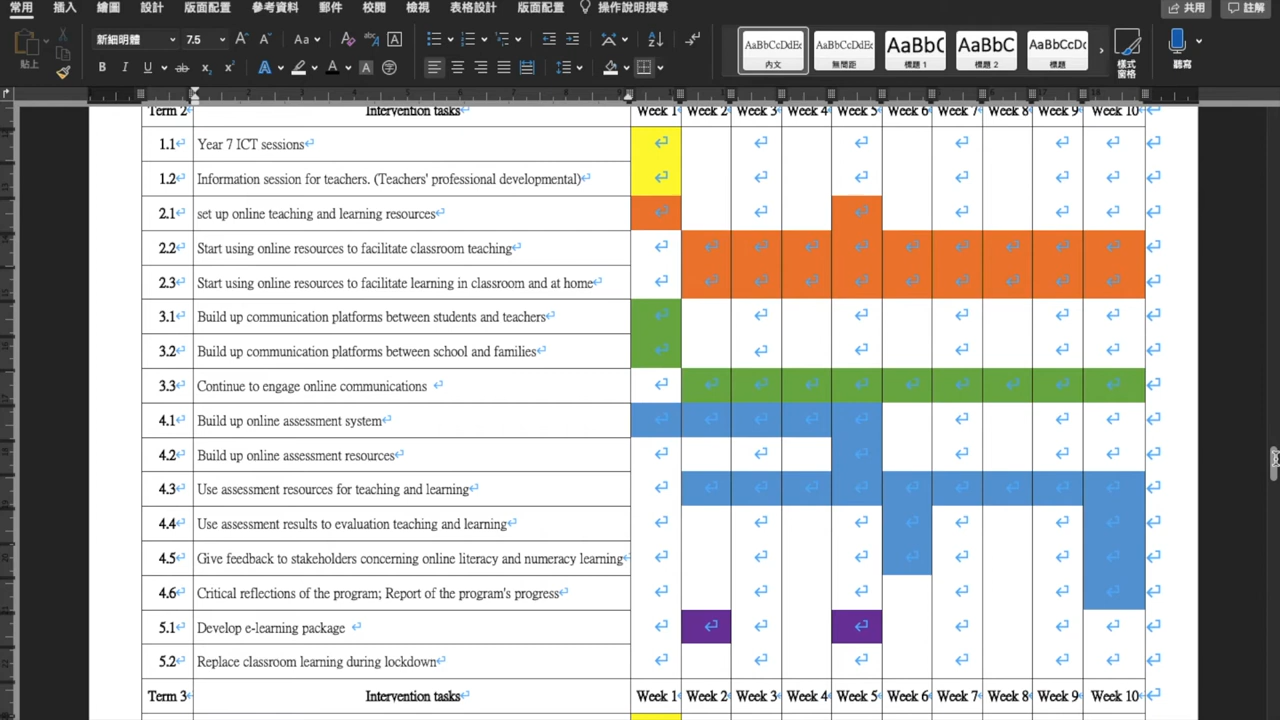 常用 插入 繪圖 設計 版面配置 參考資料 郵件 校閱 檢視 表格設計 版面配置 操作說明搜尋 共用 註解
貼上 新細明體 7.5 AaBbCcDdEe 內文 AaBbCcDdEe 無間距 AaBbC 標題 1 AaBbC 標題 2 AaBbCcDc 標題 樣式窗格 聽寫
Term 2 Intervention tasks Week 1 Week 2 Week 3 Week 4 Week 5 Week 6 Week 7 Week 8 Week 9 Week 10
1.1 Year 7 ICT sessions
1.2 Information session for teachers. (Teachers' professional developmental)
2.1 set up online teaching and learning resources
2.2 Start using online resources to facilitate classroom teaching
2.3 Start using online resources to facilitate learning in classroom and at home
3.1 Build up communication platforms between students and teachers
3.2 Build up communication platforms between school and families
3.3 Continue to engage online communications
4.1 Build up online assessment system
4.2 Build up online assessment resources
4.3 Use assessment resources for teaching and learning
4.4 Use assessment results to evaluation teaching and learning
4.5 Give feedback to stakeholders concerning online literacy and numeracy learning
4.6 Critical reflections of the program; Report of the program's progress
5.1 Develop e-learning package
5.2 Replace classroom learning during lockdown
Term 3 Intervention tasks Week 1 Week 2 Week 3 Week 4 Week 5 Week 6 Week 7 Week 8 Week 9 Week 10